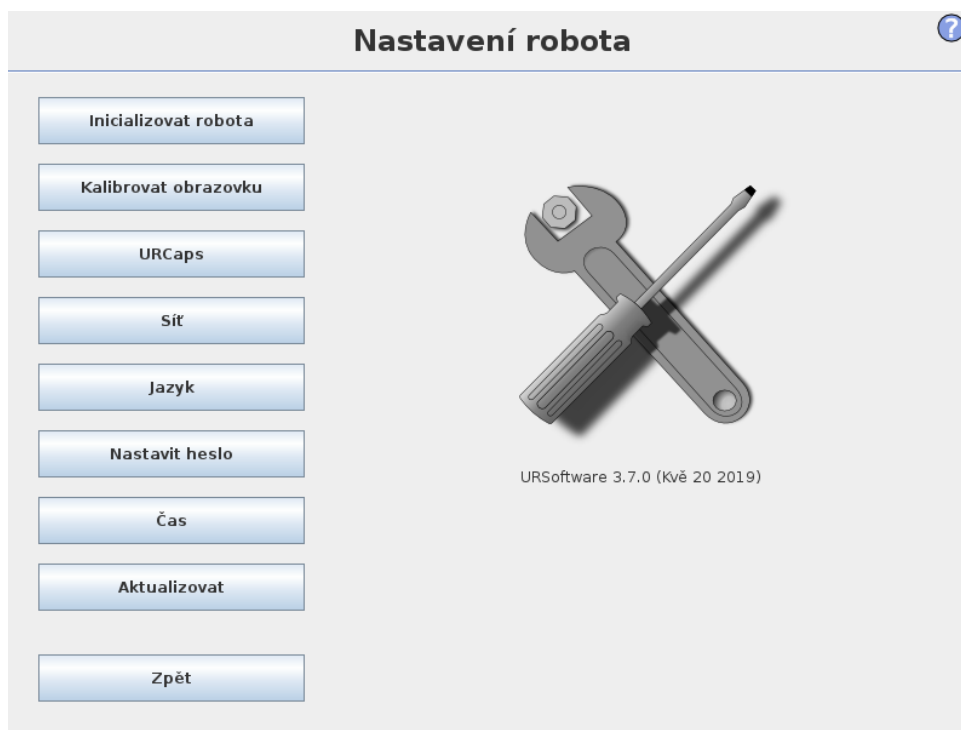 Nastavení robota
?
Inicializovat robota
Kalibrovat obrazovku
URCaps
Síť
Jazyk
Nastavit heslo
Čas
Aktualizovat
Zpět
URSoftware 3.7.0 (Kvě 20 2019)